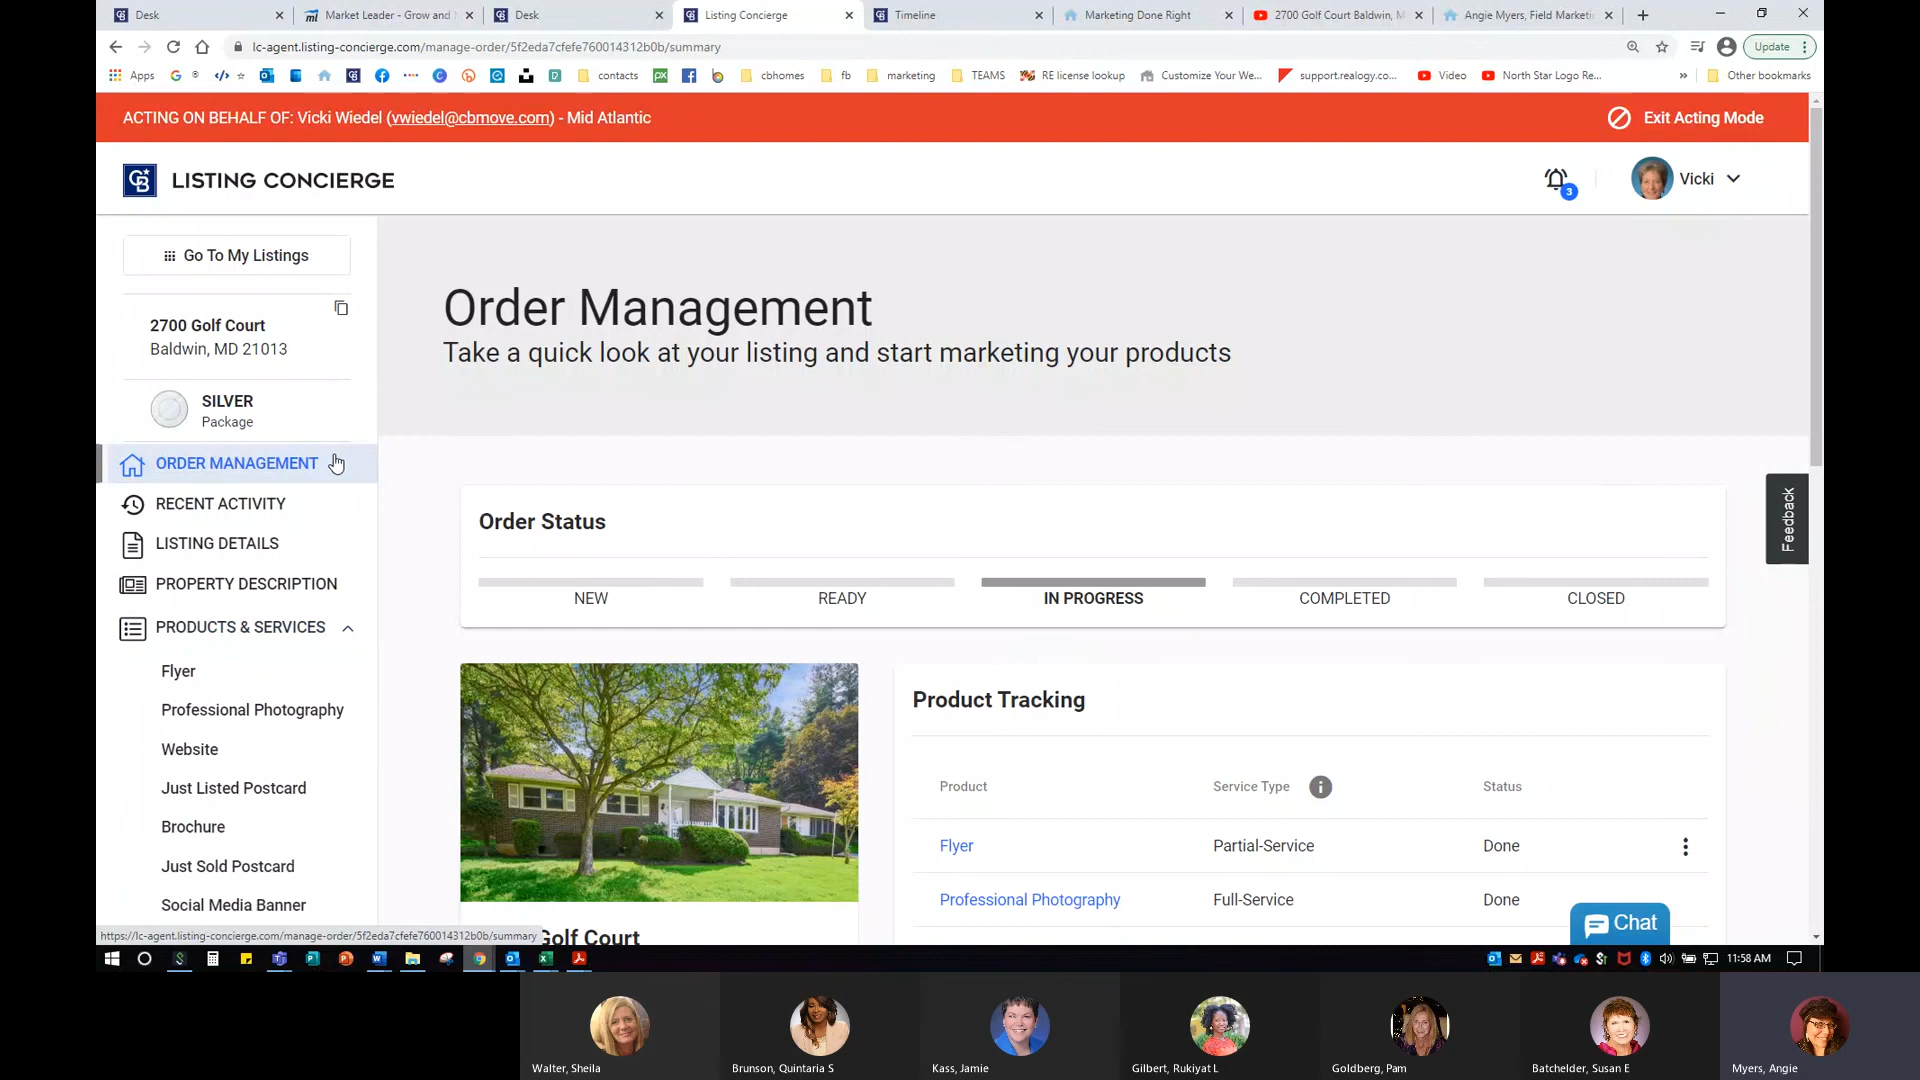 Desk
Market Leader - Grow and
Desk
Listing Concierge
Timeline
Marketing Done Right
2700 Golf Court Baldwin, M
Angie Myers, Field Marketi
lc-agent.listing-concierge.com/manage-order/5f2eda7cfefe760014312b0b/summary
Update
Apps
contacts
cbhomes
fb
marketing
TEAMS
RE license lookup
Customize Your We...
support.realogy.co...
Video
North Star Logo Re...
Other bookmarks
ACTING ON BEHALF OF: Vicki Wiedel (vwiedel@cbmove.com) - Mid Atlantic
Exit Acting Mode
LISTING CONCIERGE
3
Vicki
Go To My Listings
2700 Golf Court
Baldwin, MD 21013
SILVER
Package
ORDER MANAGEMENT
RECENT ACTIVITY
LISTING DETAILS
PROPERTY DESCRIPTION
PRODUCTS & SERVICES
Flyer
Professional Photography
Website
Just Listed Postcard
Brochure
Just Sold Postcard
Social Media Banner
Order Management
Take a quick look at your listing and start marketing your products
Order Status
NEW
READY
IN PROGRESS
COMPLETED
CLOSED
Feedback
Product Tracking
Product
Service Type
Status
Flyer
Partial-Service
Done
Professional Photography
Full-Service
Done
Chat
Golf Court
https://lc-agent.listing-concierge.com/manage-order/5f2eda7cfefe760014312b0b/summary
11:58 AM
Walter, Sheila
Brunson, Quintaria S
Kass, Jamie
Gilbert, Rukiyat L
Goldberg, Pam
Batchelder, Susan E
Myers, Angie